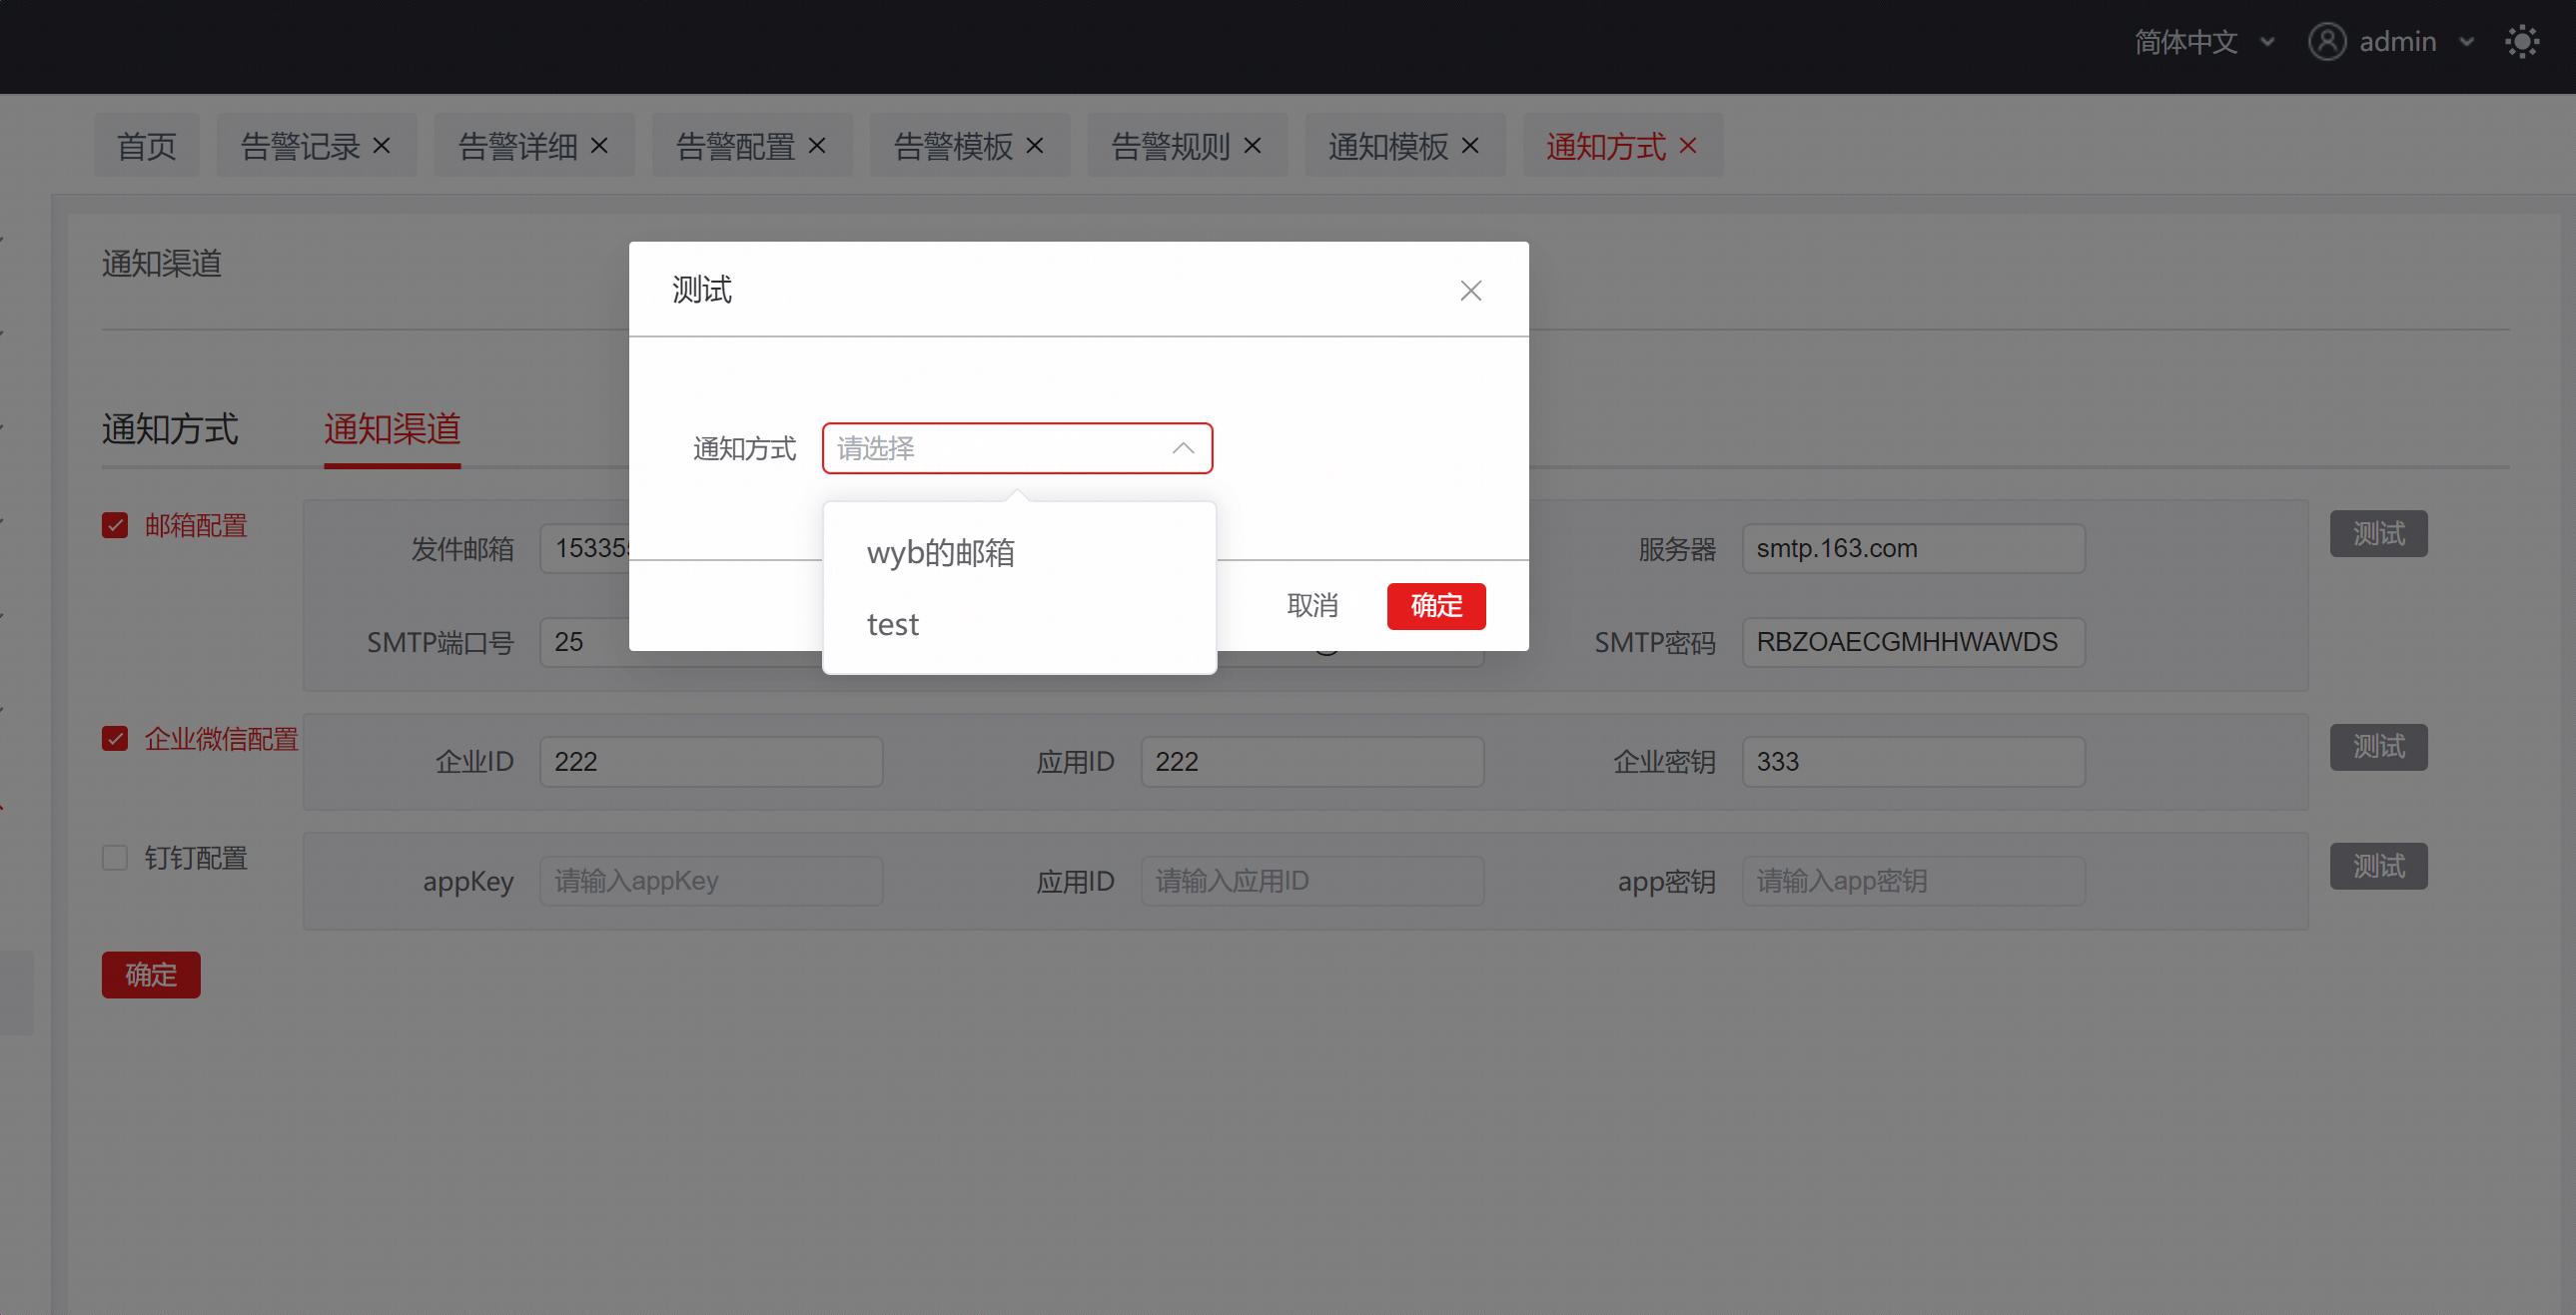 简体中文 admin
首页 告警记录 告警详细 告警配置 告警模板 告警规则 通知模板 通知方式
通知渠道
测试
通知方式 通知渠道
通知方式 请选择
wyb的邮箱
test
取消 确定
邮箱配置
发件邮箱 15335
服务器 smtp.163.com
测试
SMTP端口号 25
SMTP密码 RBZOAECGMHHWAWDS
企业微信配置
企业ID 222
应用ID 222
企业密钥 333
测试
钉钉配置
appKey 请输入appKey
应用ID 请输入应用ID
app密钥 请输入app密钥
测试
确定